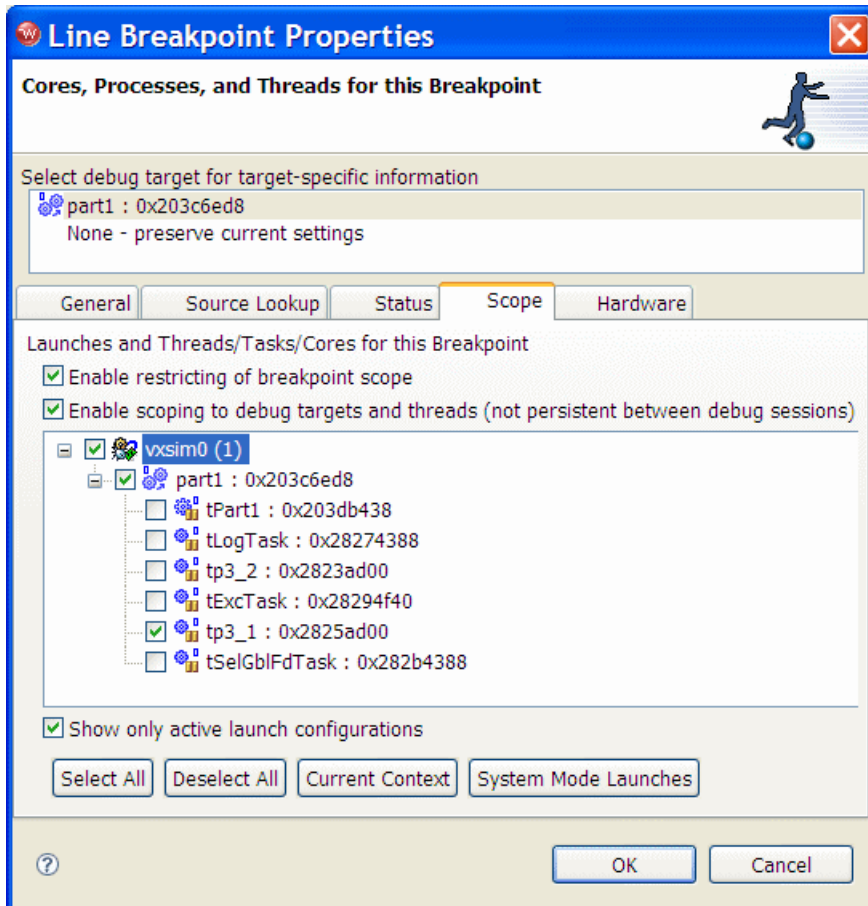 Line Breakpoint Properties
Cores, Processes, and Threads for this Breakpoint
Select debug target for target-specific information
part1 : 0x203c6ed8
None - preserve current settings
General Source Lookup Status Scope Hardware
Launches and Threads/Tasks/Cores for this Breakpoint
Enable restricting of breakpoint scope
Enable scoping to debug targets and threads (not persistent between debug sessions)
vxsim0 (1)
part1 : 0x203c6ed8
tPart1 : 0x203db438
tLogTask : 0x28274388
tp3_2 : 0x2823ad00
tExcTask : 0x28294f40
tp3_1 : 0x2825ad00
tSelGblFdTask : 0x282b4388
Show only active launch configurations
Select All Deselect All Current Context System Mode Launches
? OK Cancel